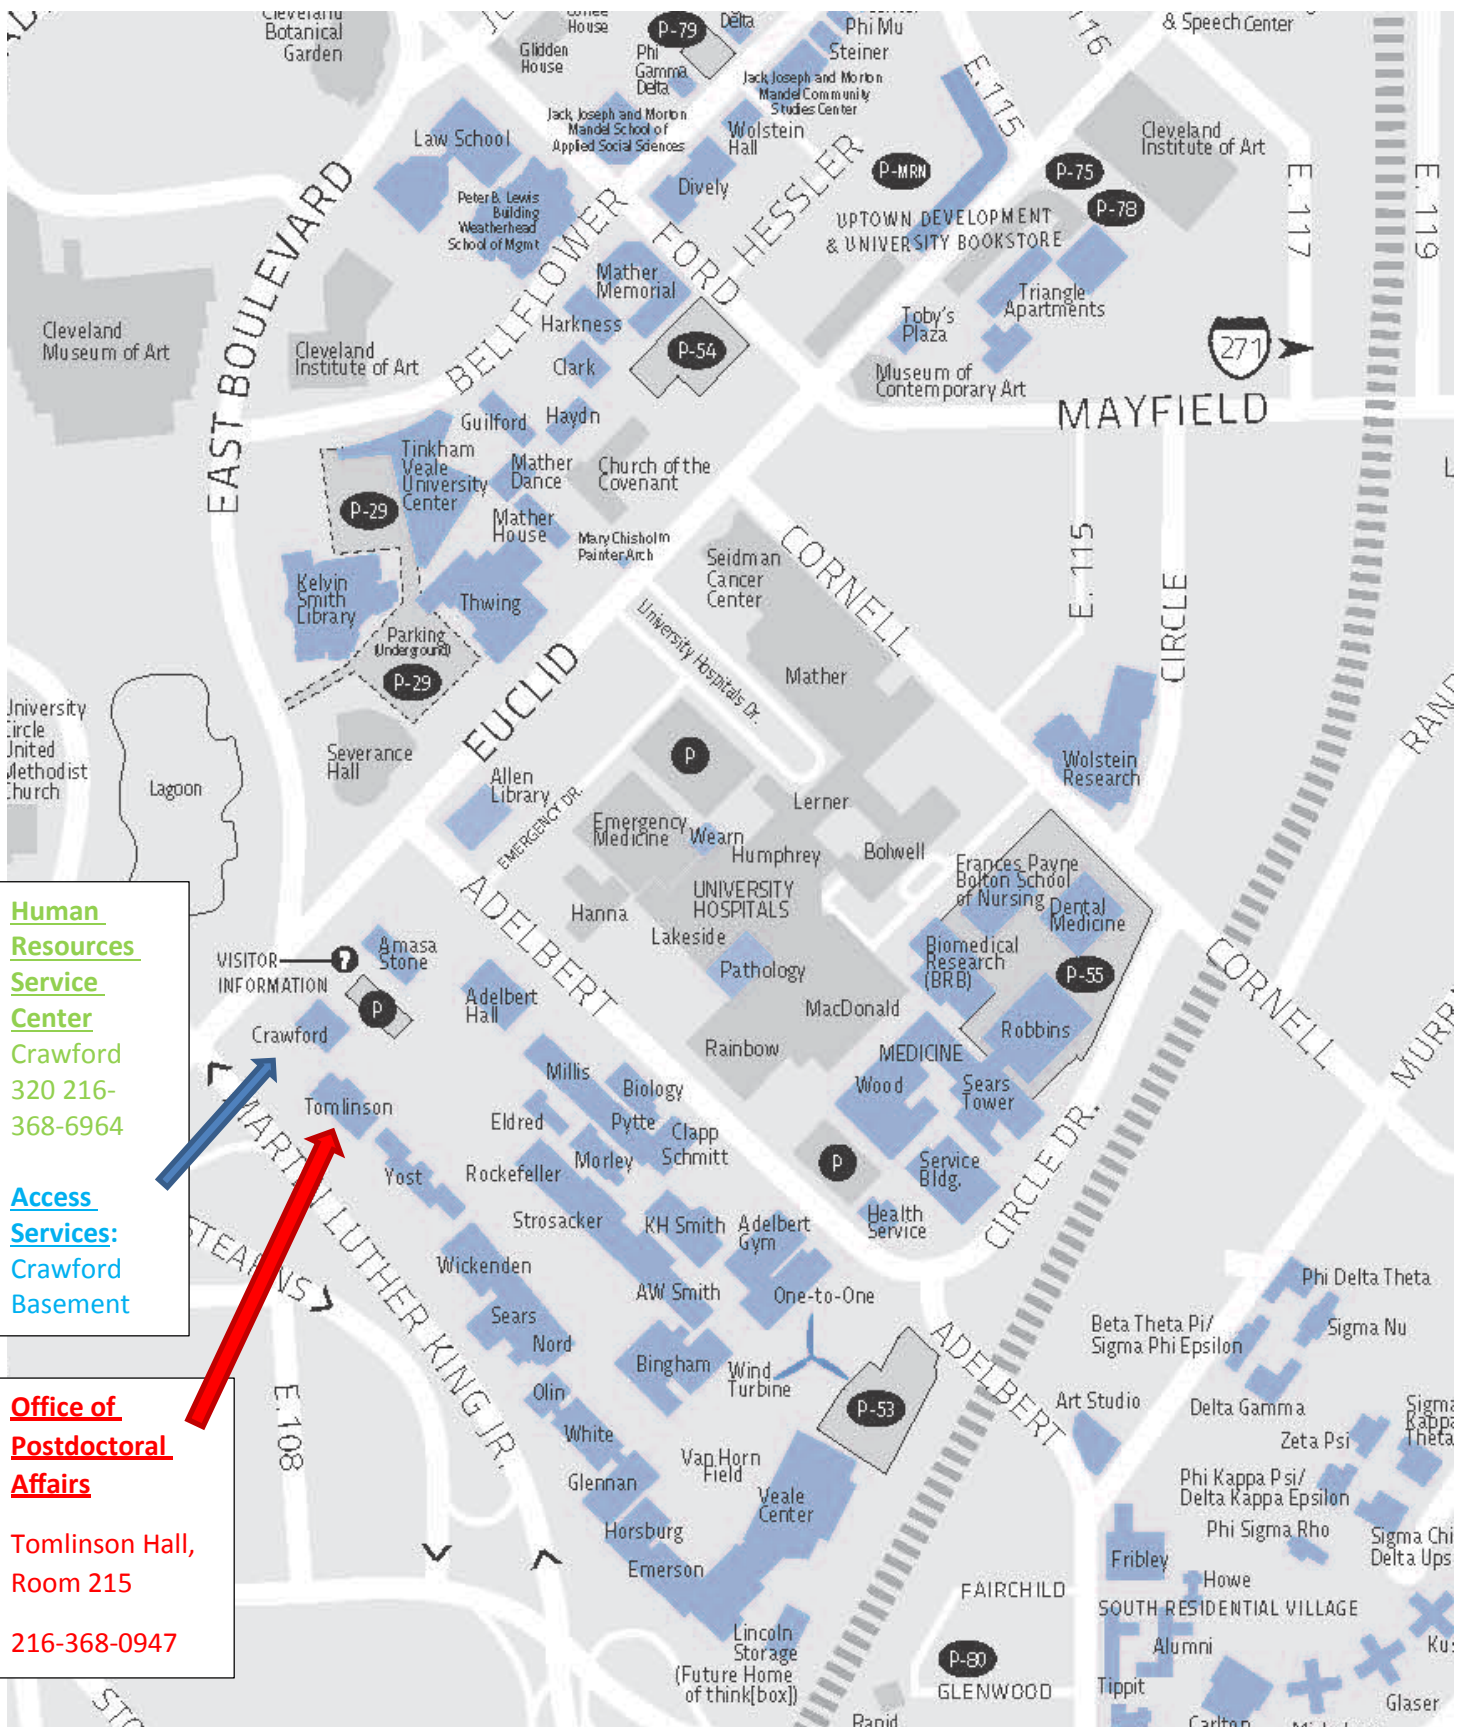 Cleveland
Botanical
Garden
House
Glidden
House
P-79
Delta
Phi
Gamma
Delta
Phi Mu
Steiner
& Speech Center
E. 115
116
Jack, Joseph and Morton
Mandel Community
Studies Center
Jack, Joseph and Morton
Mandel School of
Applied Social Sciences
Law School
Wolstein
Hall
Cleveland
Institute of Art
EAST BOULEVARD
Peter B. Lewis
Building
Weatherhead
School of Mgmt
Dively
HESSLER
P-MRN
P-75
P-78
E. 117
E. 119
UPTOWN DEVELOPMENT
& UNIVERSITY BOOKSTORE
BELLFLOWER
FORD
Mather
Memorial
Harkness
Triangle
Apartments
Toby's
Plaza
Cleveland
Museum of Art
Cleveland
Institute of Art
Clark
P-54
271
Museum of
Contemporary Art
MAYFIELD
Guilford
Haydn
Tinkham
Veale
University
Center
Mather
Dance
Church of the
Covenant
P-29
Mather
House
Mary Chisholm
Painter Arch
Seidman
Cancer
Center
CORNELL
E. 115
CIRCLE
Kelvin
Smith
Library
Thwing
Parking
(Underground)
P-29
University Hospitals Dr.
Mather
EUCLID
University
Circle
United
Methodist
Church
Lagoon
Severance
Hall
P
Wolstein
Research
Allen
Library
EMERGENCY DR.
Lerner
Emergency
Medicine
Wearn
Humphrey
Bolwell
Frances Payne
Bolton School
of Nursing
Dental
Medicine
ADELBERT
Hanna
UNIVERSITY
HOSPITALS
Lakeside
Pathology
Biomedical
Research
(BRB)
P-55
CORNELL
Human
Resources
Service
Center
Crawford
320 216-
368-6964
Access
Services:
Crawford
Basement
VISITOR
INFORMATION
?
Amasa
Stone
P
Adelbert
Hall
Crawford
MacDonald
Robbins
Rainbow
MEDICINE
Wood
Sears
Tower
MURR
Millis
Biology
Tomlinson
Eldred
Pytte
Clapp
Schmitt
Morley
Rockefeller
Yost
P
Service
Bldg.
CIRCLE DR.
MARTIN LUTHER KING JR.
STEARNS
Strosacker
KH Smith
Adelbert
Gym
Health
Service
Wickenden
AW Smith
One-to-One
Phi Delta Theta
Sears
Nord
Beta Theta Pi/
Sigma Phi Epsilon
Sigma Nu
Bingham
Wind
Turbine
ADELBERT
Office of
Postdoctoral
Affairs
Tomlinson Hall,
Room 215
216-368-0947
E. 108
Olin
P-53
Art Studio
Delta Gamma
Sigma
Kappa
Theta
Zeta Psi
White
Van Horn
Field
Glennan
Veale
Center
Phi Kappa Psi/
Delta Kappa Epsilon
Horsburg
Phi Sigma Rho
Sigma Chi
Delta Ups
Emerson
Fribley
Howe
FAIRCHILD
SOUTH RESIDENTIAL VILLAGE
Lincoln
Storage
(Future Home
of think[box])
P-80
GLENWOOD
Alumni
Tippit
Glaser
Rapid
Carlton